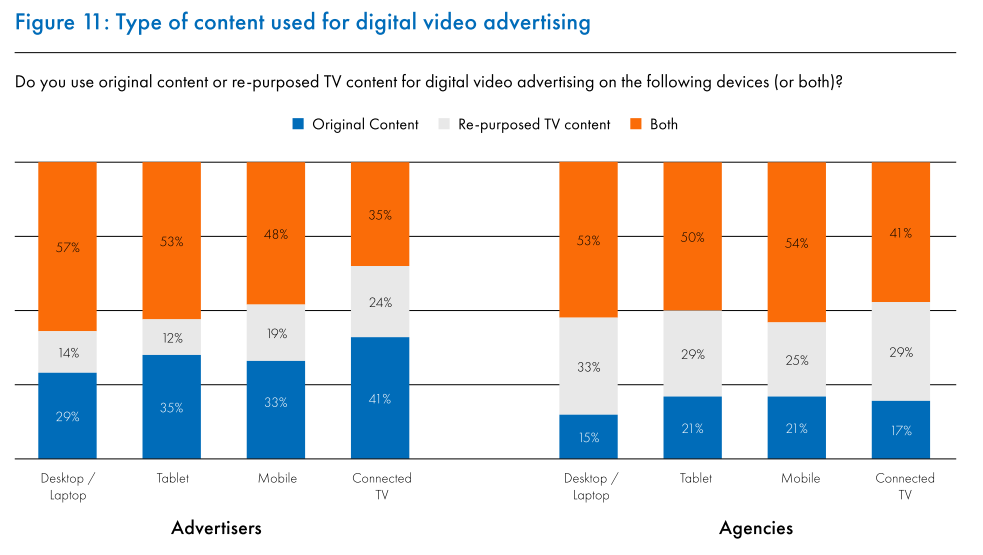 Figure 11: Type of content used for digital video advertising
Do you use original content or re-purposed TV content for digital video advertising on the following devices (or both)?
Original Content Re-purposed TV content Both
57% 53% 48% 35% 53% 50% 54% 41%
14% 12% 19% 24% 33% 29% 25% 29%
29% 35% 33% 41% 15% 21% 21% 17%
Desktop / Tablet Mobile Connected Desktop / Tablet Mobile Connected
Laptop TV Laptop TV
Advertisers Agencies